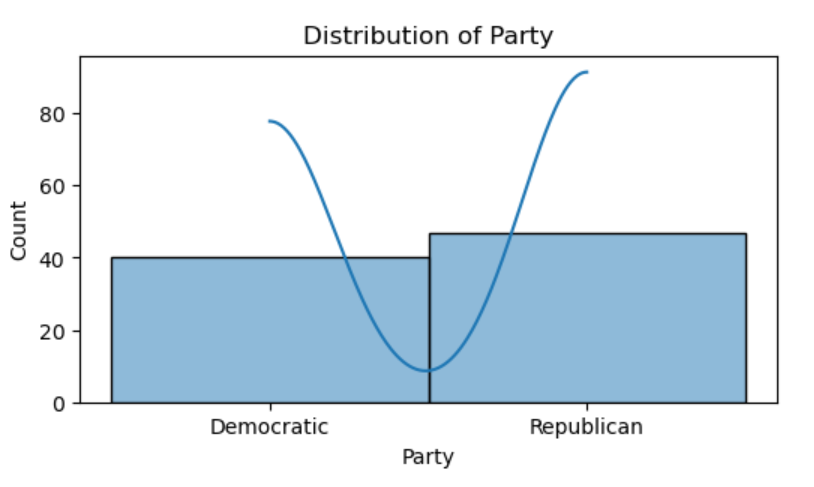 Distribution of Party
Count
80
60
40
20
0
Democratic
Republican
Party